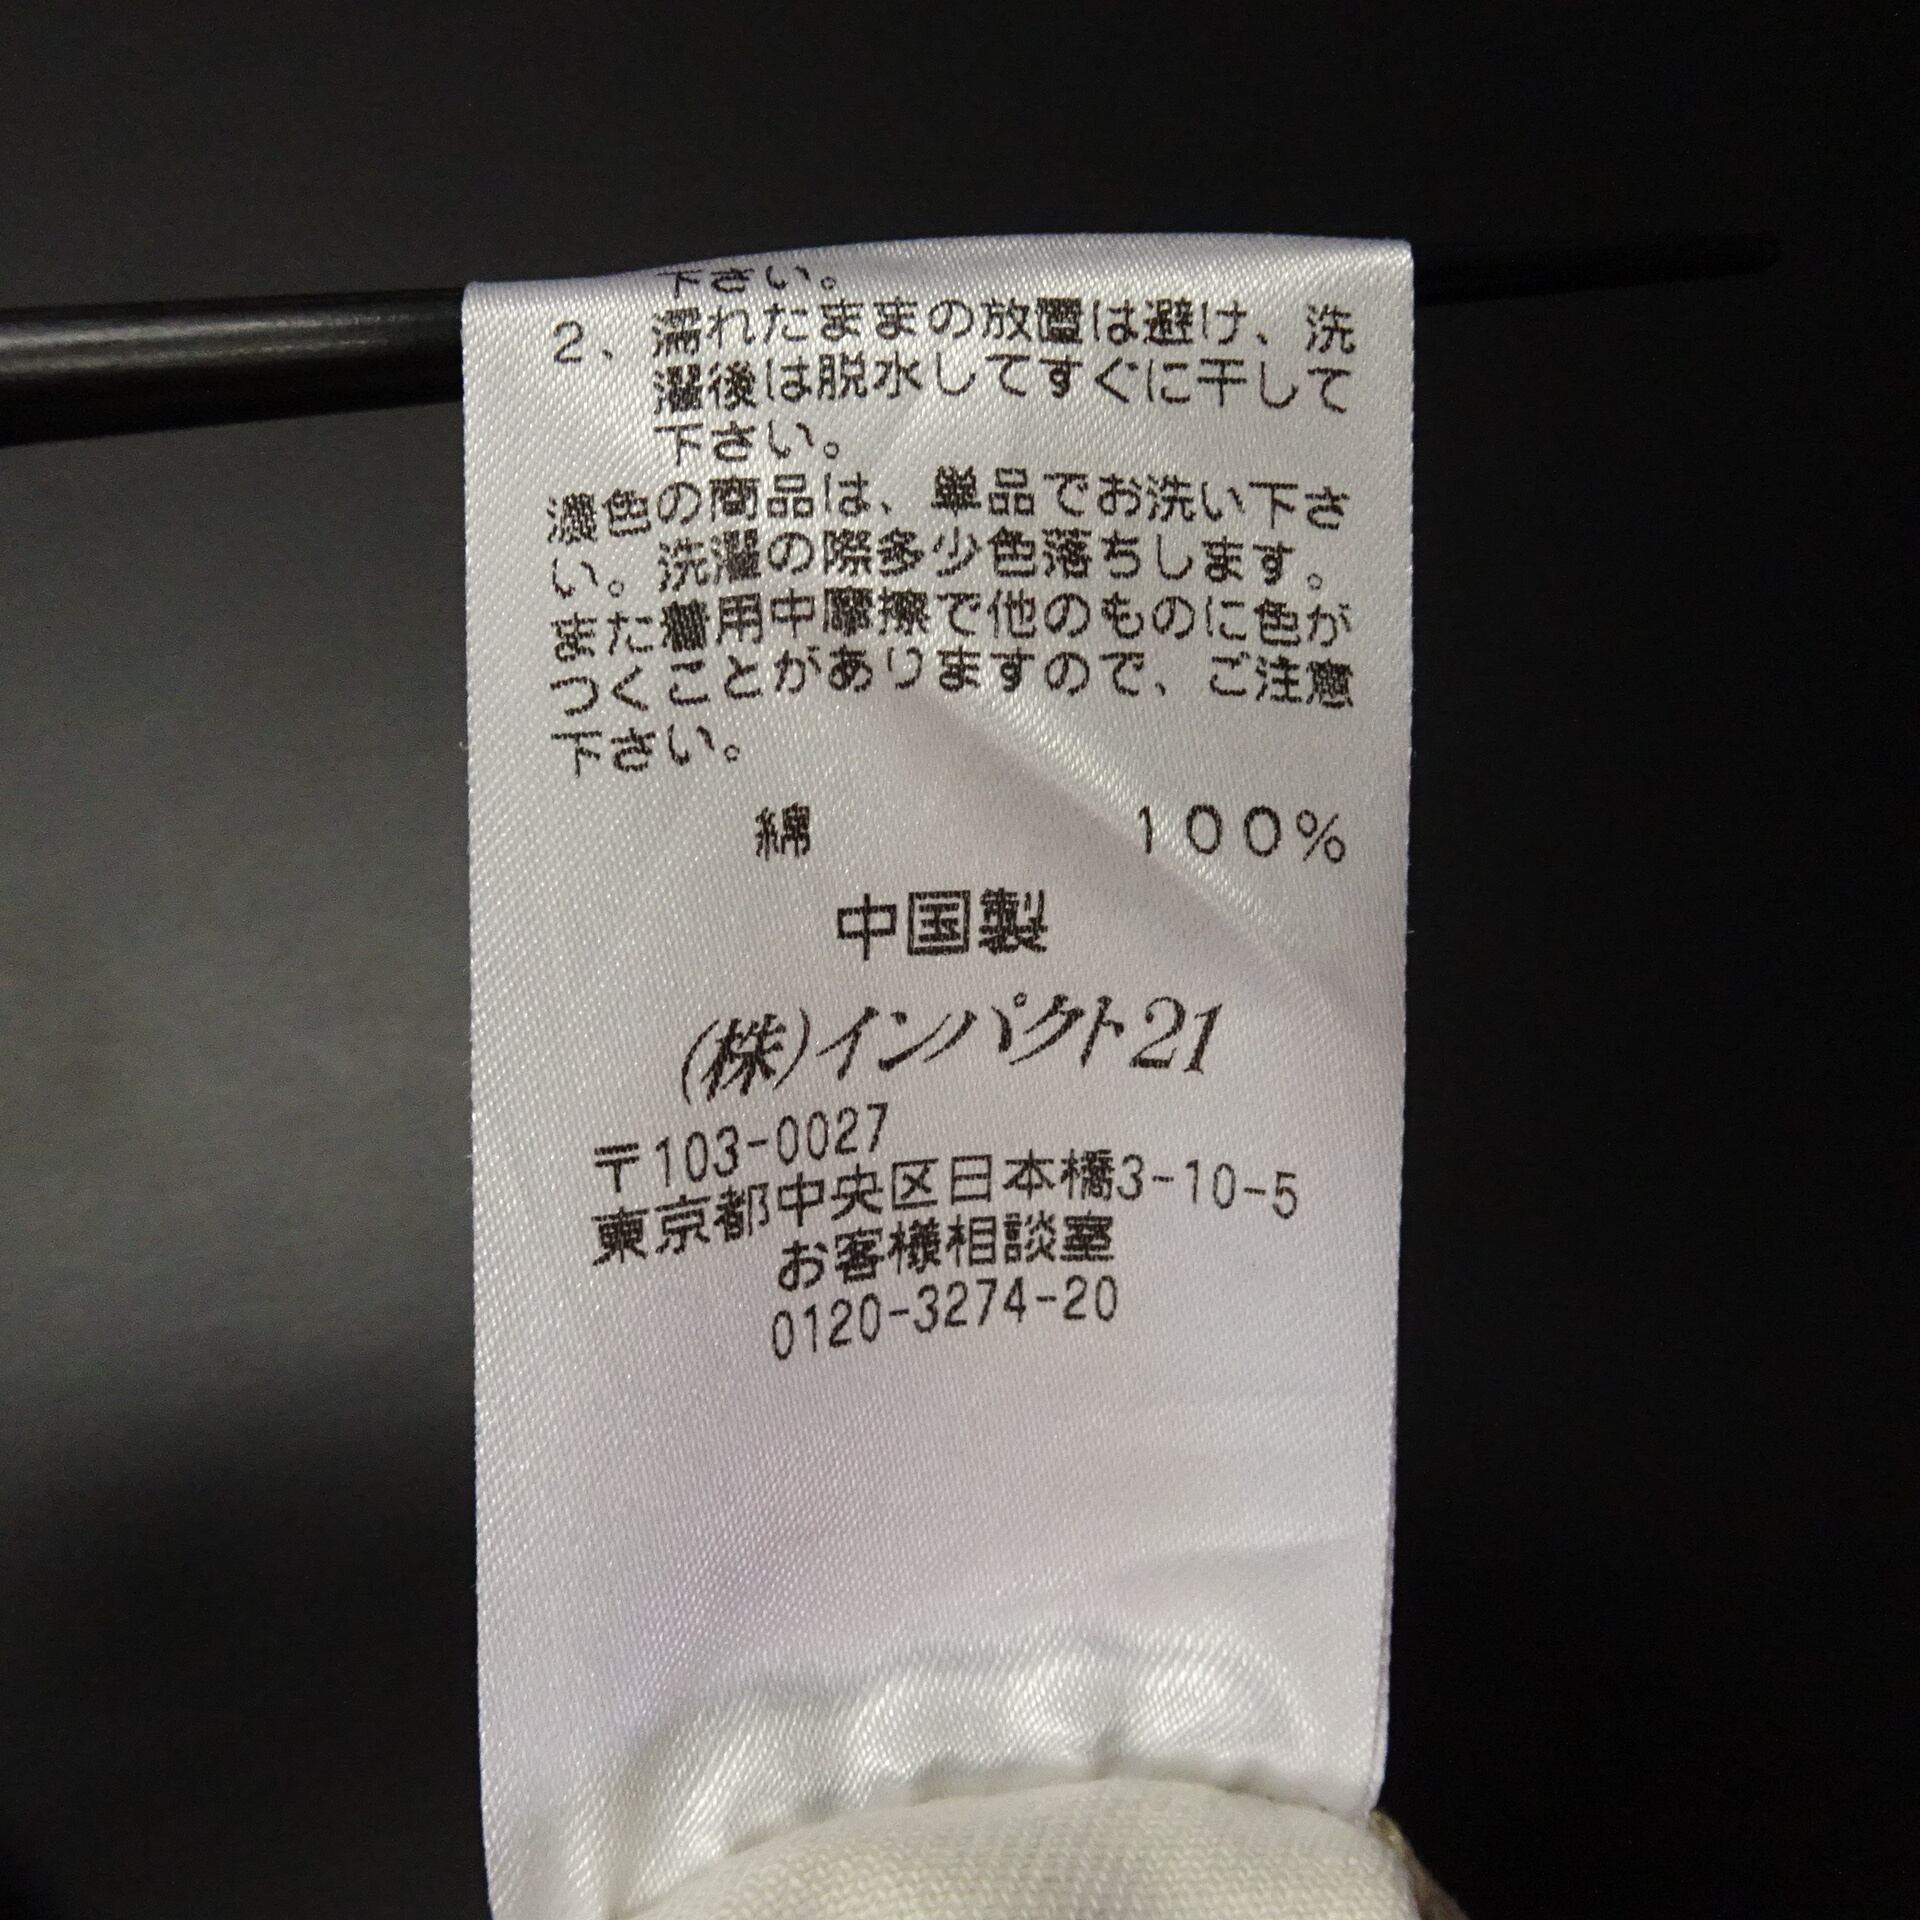 下さい。
2、濡れたままの放置は避け、洗
濯後は脱水してすぐに干して
下さい。
濃色の商品は、単品でお洗い下さ
い。洗濯の際多少色落ちします。
また着用中摩擦で他のものに色が
つくことがありますので、ご注意
下さい。
綿 100%
中国製
(株)インパクト21
〒103-0027
東京都中央区日本橋3-10-5
お客様相談室
0120-3274-20